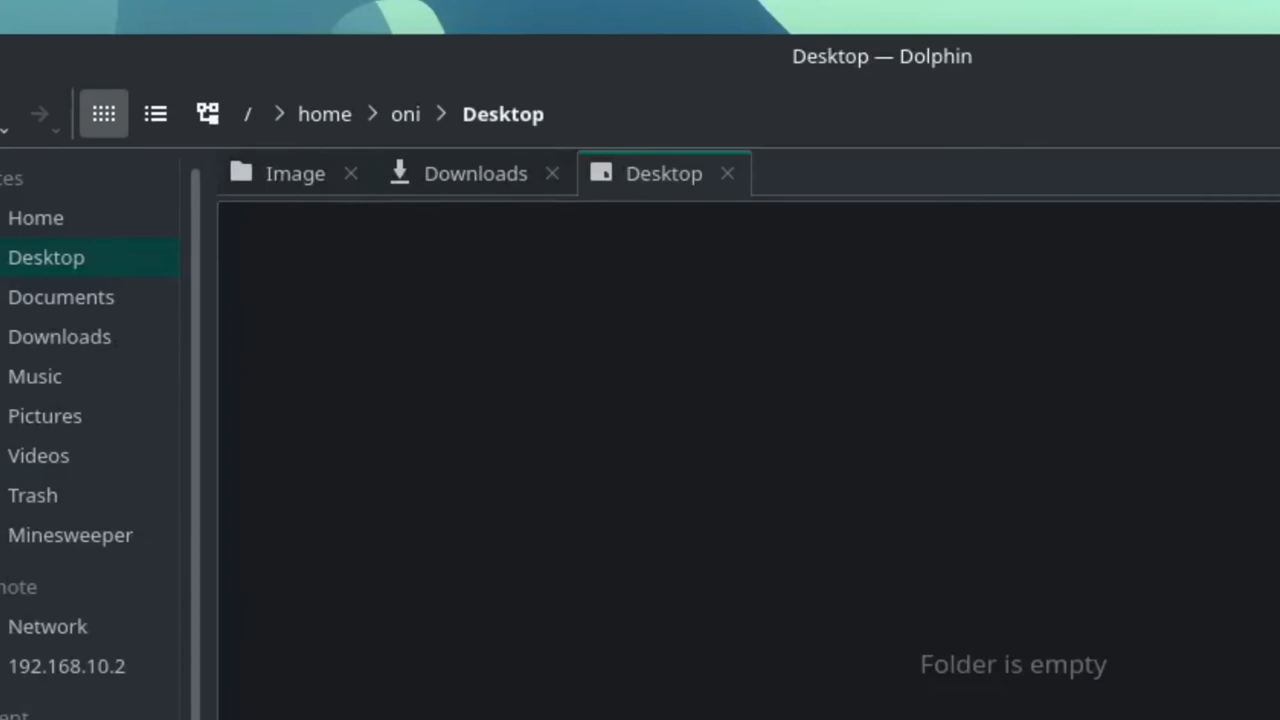 Desktop — Dolphin
/ home oni Desktop
Image Downloads Desktop
Home
Desktop
Documents
Downloads
Music
Pictures
Videos
Trash
Minesweeper
Network
192.168.10.2
Folder is empty